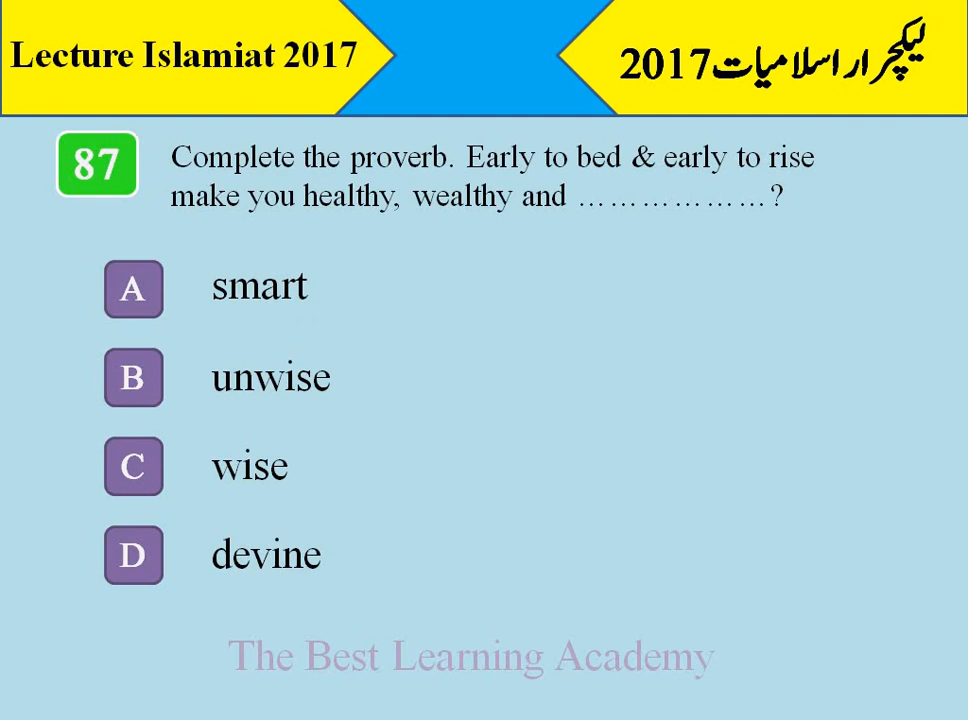 Lecture Islamiat 2017
لیکچرار اسلامیات 2017
87
Complete the proverb. Early to bed & early to rise
make you healthy, wealthy and ………………?
A smart
B unwise
C wise
D devine
The Best Learning Academy